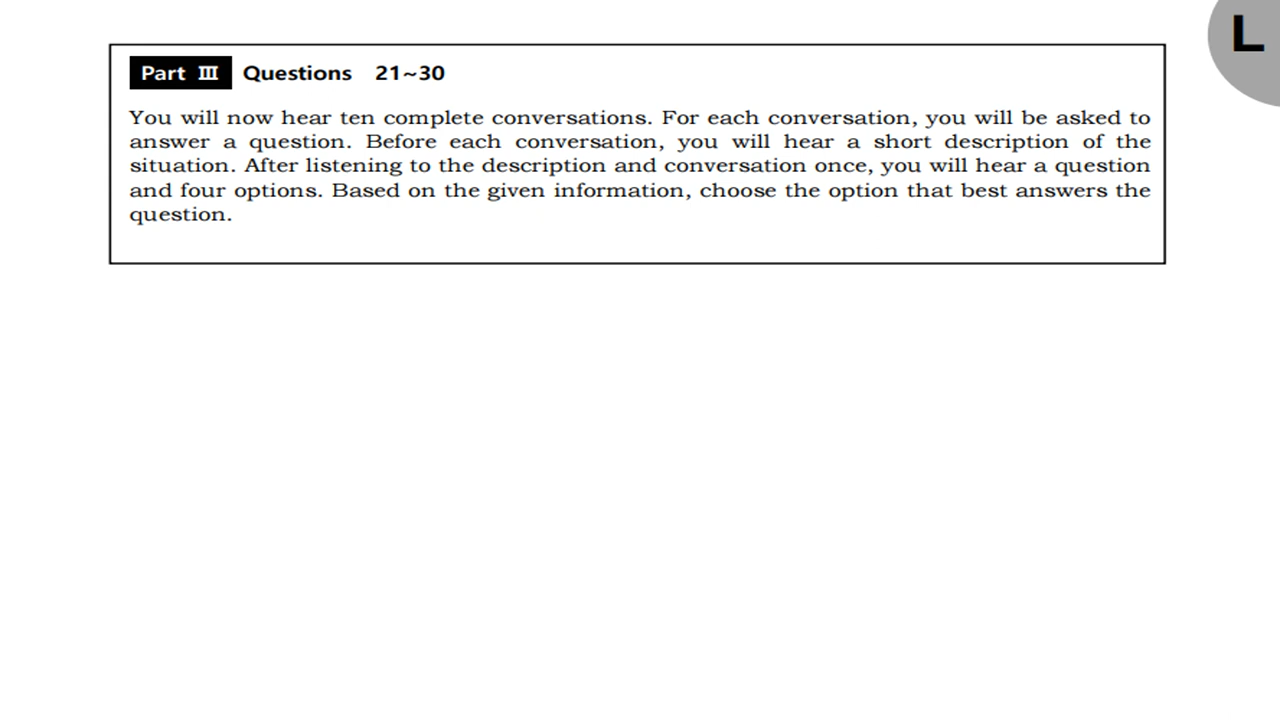 L
Part Ⅲ Questions 21~30
You will now hear ten complete conversations. For each conversation, you will be asked to
answer a question. Before each conversation, you will hear a short description of the
situation. After listening to the description and conversation once, you will hear a question
and four options. Based on the given information, choose the option that best answers the
question.